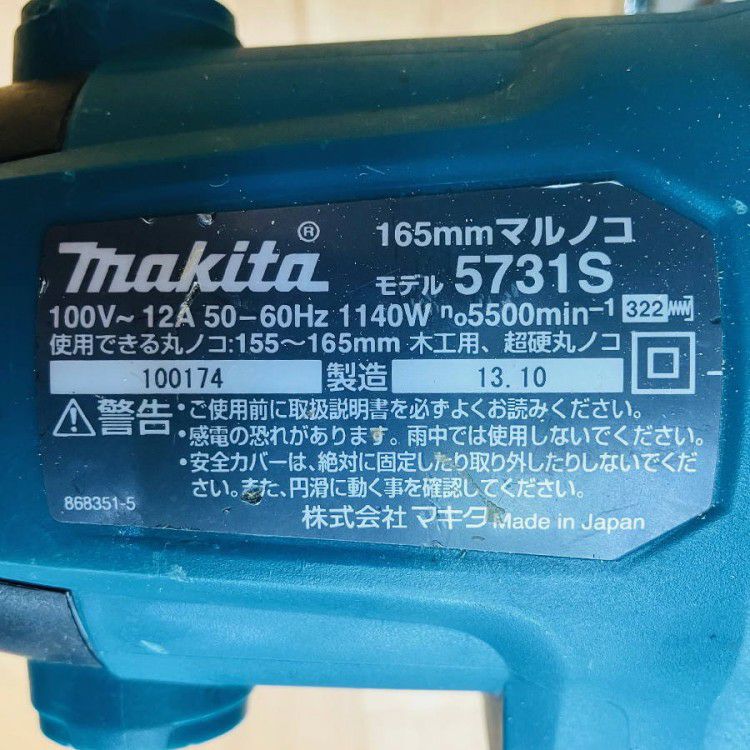 makita®
165mmマルノコ
モデル 5731S
100V~12A 50-60Hz 1140W n₀5500min⁻¹ 322
使用できる丸ノコ:155~165mm 木工用、超硬丸ノコ
100174 製造 13.10
警告 ・ご使用前に取扱説明書を必ずよくお読みください。
・感電の恐れがあります。雨中では使用しないでください。
・安全カバーは、絶対に固定したり取り外したりしないでくだ
さい。また、円滑に動く事を確認してください。
868351-5
株式会社 マキタ Made in Japan